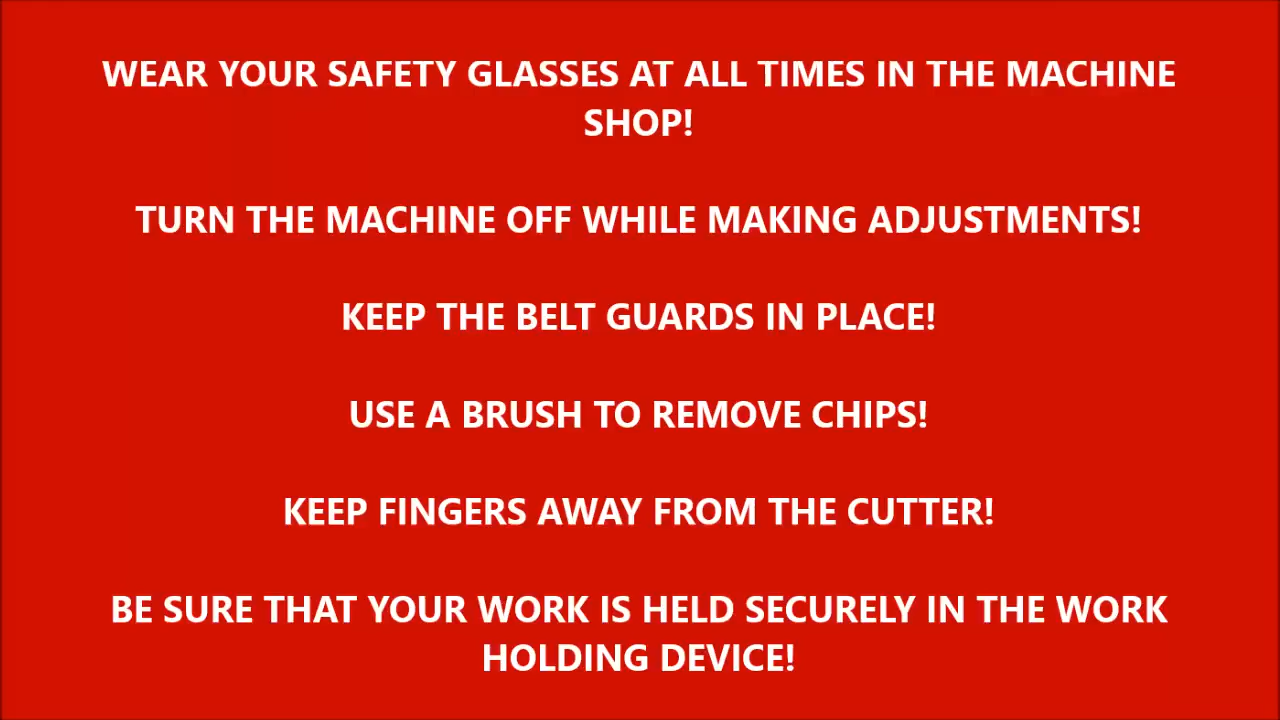 WEAR YOUR SAFETY GLASSES AT ALL TIMES IN THE MACHINE
SHOP!
TURN THE MACHINE OFF WHILE MAKING ADJUSTMENTS!
KEEP THE BELT GUARDS IN PLACE!
USE A BRUSH TO REMOVE CHIPS!
KEEP FINGERS AWAY FROM THE CUTTER!
BE SURE THAT YOUR WORK IS HELD SECURELY IN THE WORK
HOLDING DEVICE!